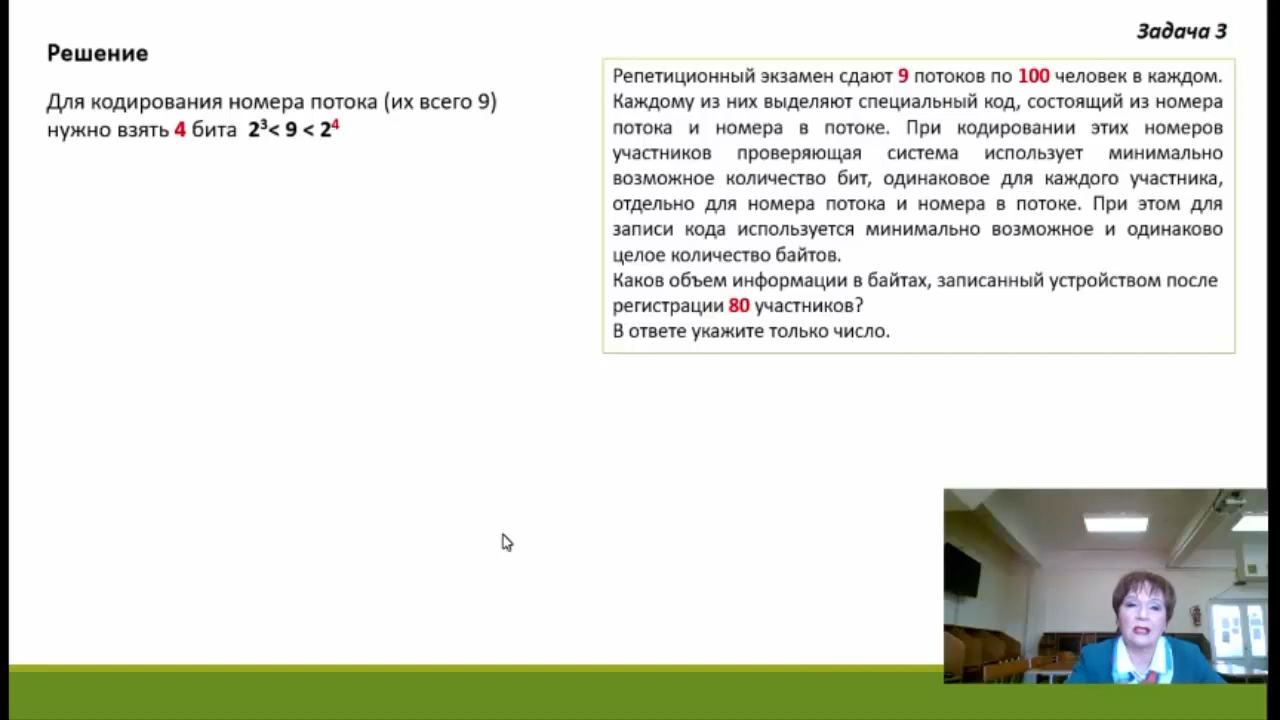 Задача 3
Решение
Для кодирования номера потока (их всего 9)
нужно взять 4 бита 2³< 9 < 2⁴
Репетиционный экзамен сдают 9 потоков по 100 человек в каждом.
Каждому из них выделяют специальный код, состоящий из номера
потока и номера в потоке. При кодировании этих номеров
участников проверяющая система использует минимально
возможное количество бит, одинаковое для каждого участника,
отдельно для номера потока и номера в потоке. При этом для
записи кода используется минимально возможное и одинаково
целое количество байтов.
Каков объем информации в байтах, записанный устройством после
регистрации 80 участников?
В ответе укажите только число.